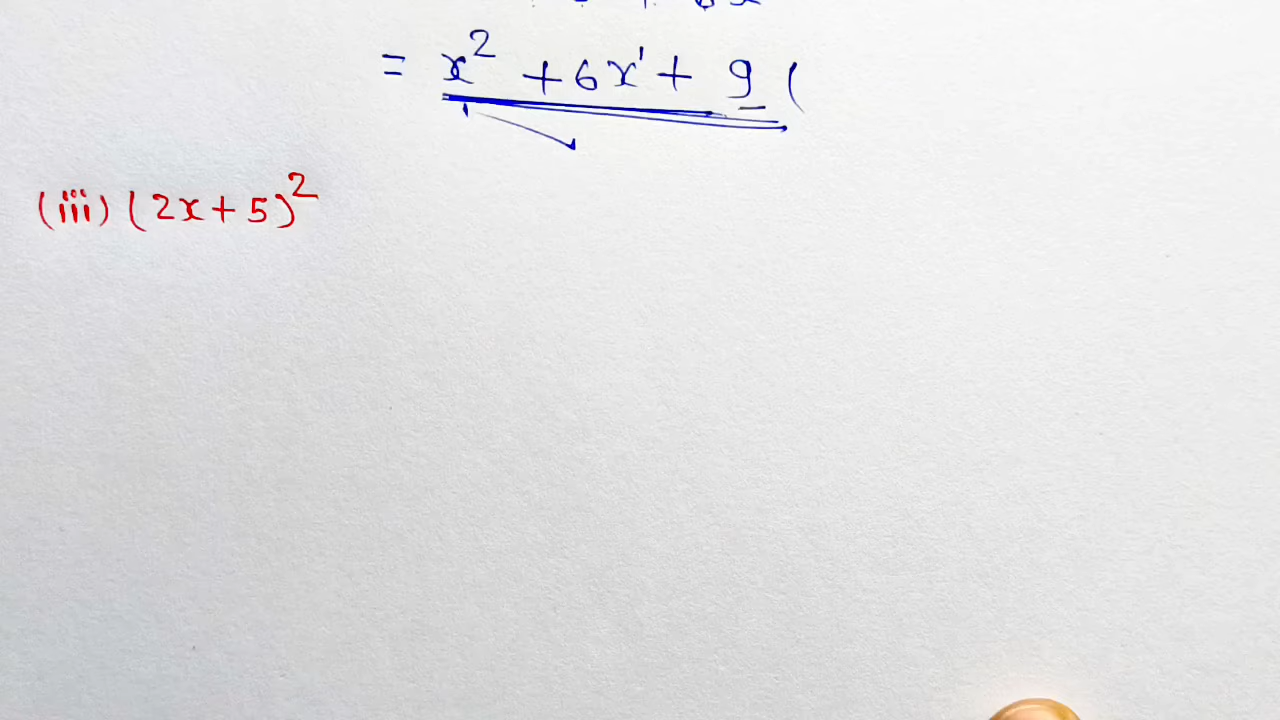 = x² + 6x' + 9 (
(iii) (2x + 5)²